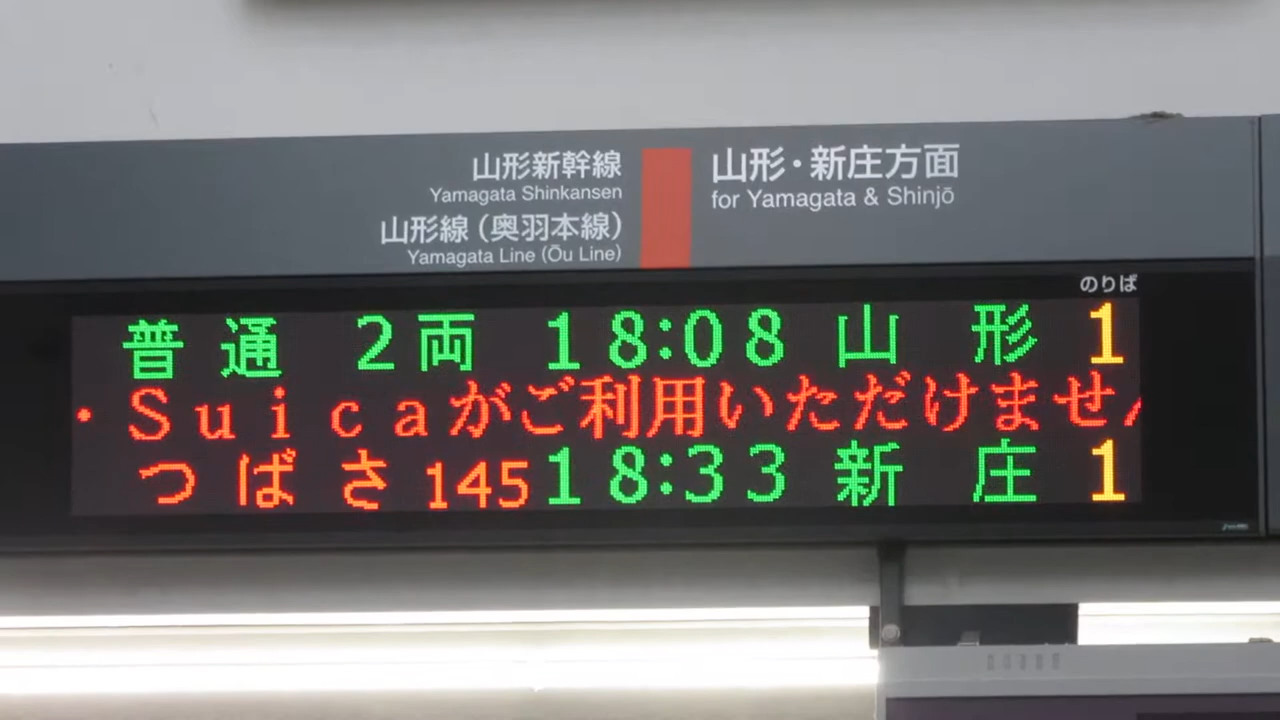 山形新幹線
Yamagata Shinkansen
山形線（奥羽本線）
Yamagata Line (Ōu Line)
山形・新庄方面
for Yamagata & Shinjō
のりば
普通 2両 18:08 山形 1
・Suicaがご利用いただけませ
つばさ 145 18:33 新庄 1